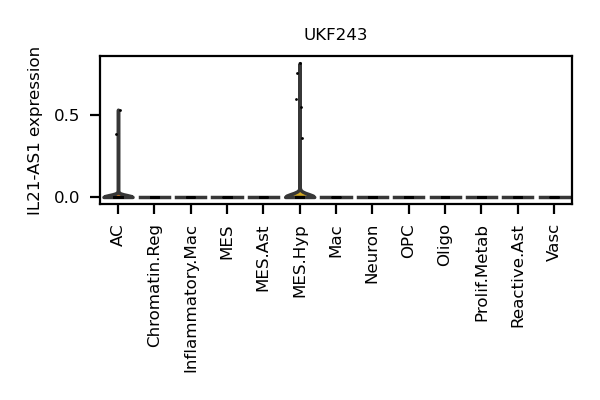 UKF243
IL21-AS1 expression
0.5
0.0
AC
Chromatin.Reg
Inflammatory.Mac
MES
MES.Ast
MES.Hyp
Mac
Neuron
OPC
Oligo
Prolif.Metab
Reactive.Ast
Vasc